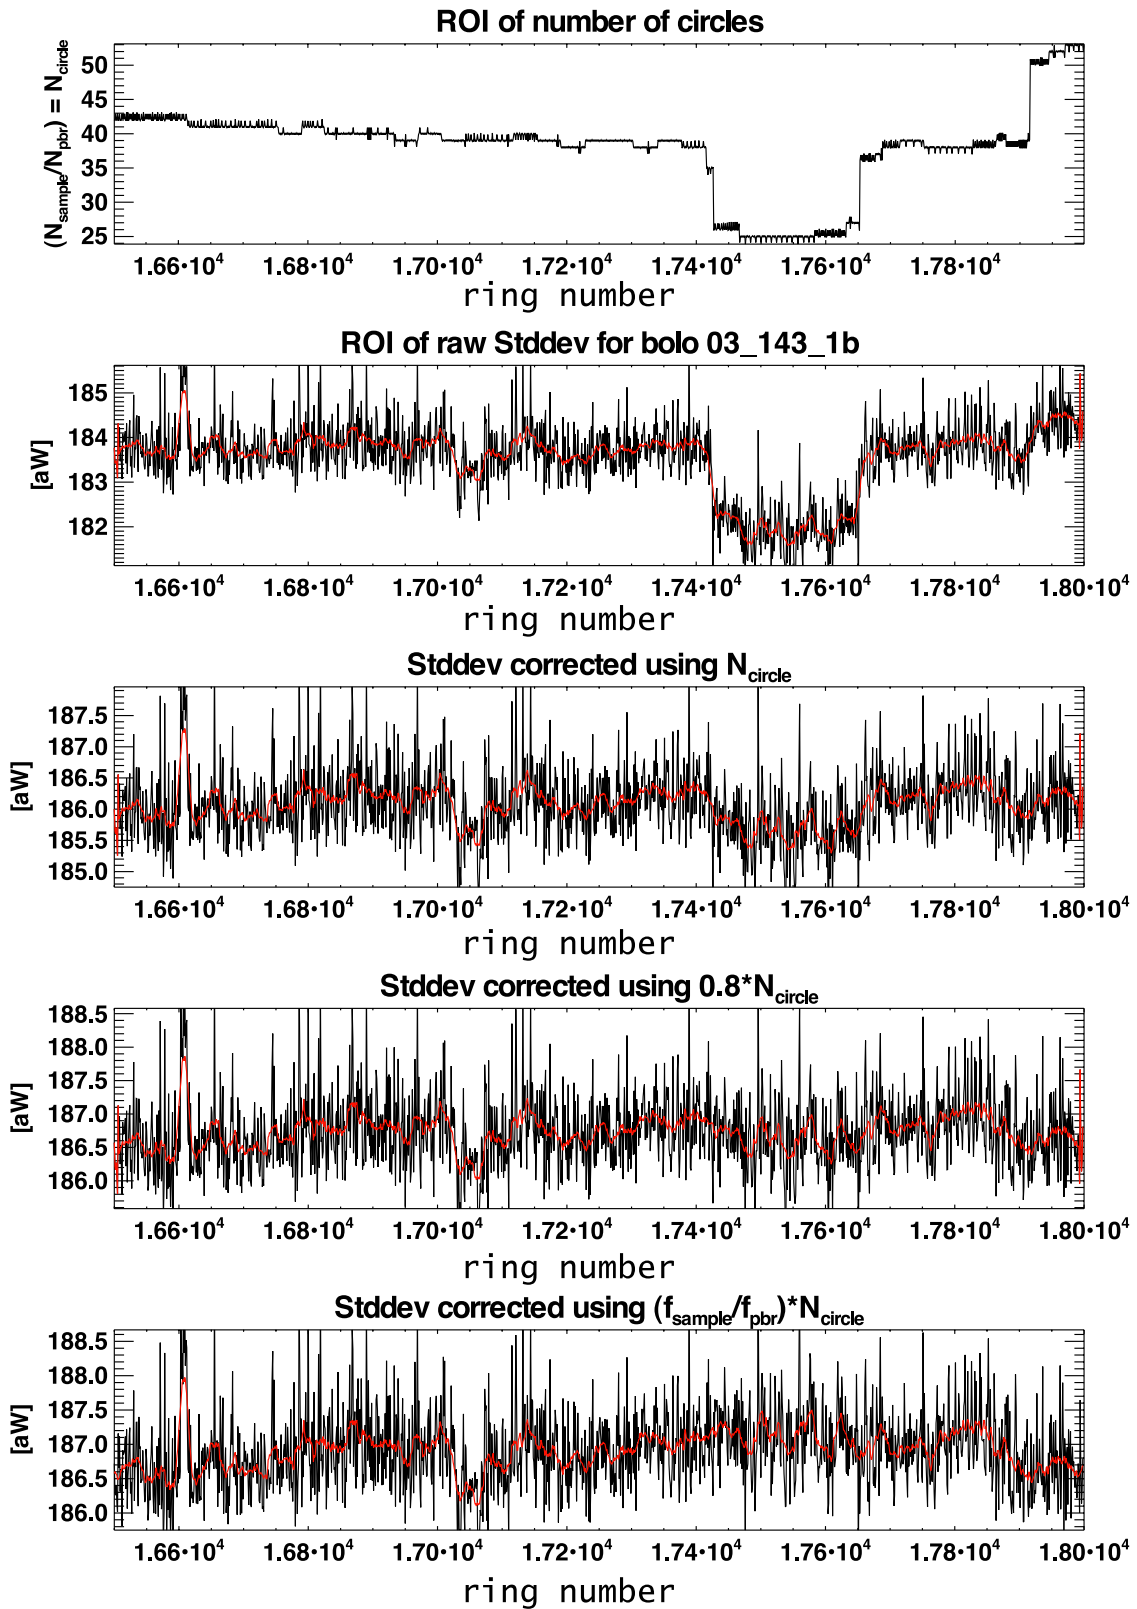 ROI of number of circles
(N_sample/N_pbr) = N_circle
50
45
40
35
30
25
1.66•10^4 1.68•10^4 1.70•10^4 1.72•10^4 1.74•10^4 1.76•10^4 1.78•10^4
ring number
ROI of raw Stddev for bolo 03_143_1b
[aW]
185
184
183
182
1.66•10^4 1.68•10^4 1.70•10^4 1.72•10^4 1.74•10^4 1.76•10^4 1.78•10^4 1.80•10^4
ring number
Stddev corrected using N_circle
[aW]
187.5
187.0
186.5
186.0
185.5
185.0
1.66•10^4 1.68•10^4 1.70•10^4 1.72•10^4 1.74•10^4 1.76•10^4 1.78•10^4 1.80•10^4
ring number
Stddev corrected using 0.8*N_circle
[aW]
188.5
188.0
187.5
187.0
186.5
186.0
1.66•10^4 1.68•10^4 1.70•10^4 1.72•10^4 1.74•10^4 1.76•10^4 1.78•10^4 1.80•10^4
ring number
Stddev corrected using (f_sample/f_pbr)*N_circle
[aW]
188.5
188.0
187.5
187.0
186.5
186.0
1.66•10^4 1.68•10^4 1.70•10^4 1.72•10^4 1.74•10^4 1.76•10^4 1.78•10^4 1.80•10^4
ring number